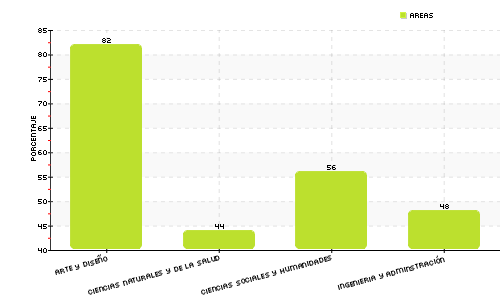 AREAS
PORCENTAJE
85
80
75
70
65
60
55
50
45
40
82
44
56
48
ARTE Y DISEÑO
CIENCIAS NATURALES Y DE LA SALUD
CIENCIAS SOCIALES Y HUMANIDADES
INGENIERIA Y ADMINSTRACIÓN